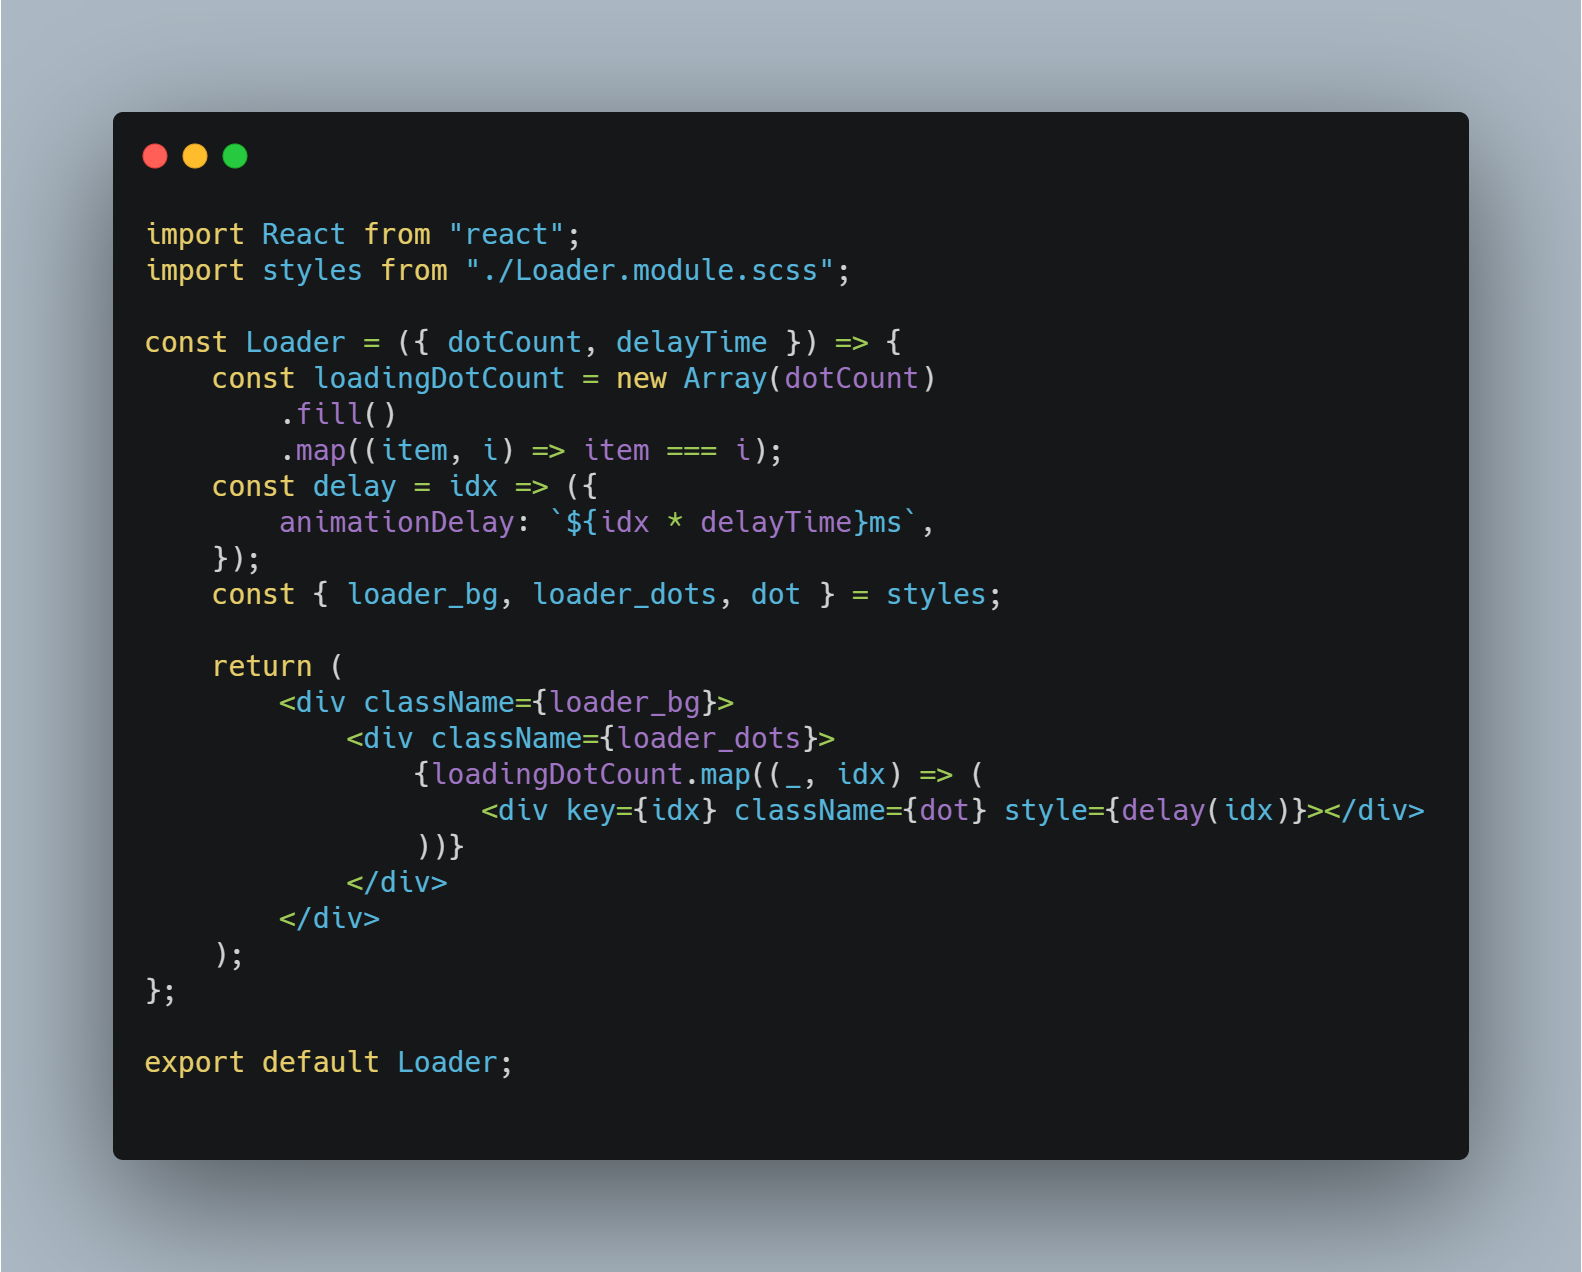 import React from "react";
import styles from "./Loader.module.scss";

const Loader = ({ dotCount, delayTime }) => {
    const loadingDotCount = new Array(dotCount)
        .fill()
        .map((item, i) => item === i);
    const delay = idx => ({
        animationDelay: `${idx * delayTime}ms`,
    });
    const { loader_bg, loader_dots, dot } = styles;

    return (
        <div className={loader_bg}>
            <div className={loader_dots}>
                {loadingDotCount.map((_, idx) => (
                    <div key={idx} className={dot} style={delay(idx)}></div>
                ))}
            </div>
        </div>
    );
};

export default Loader;